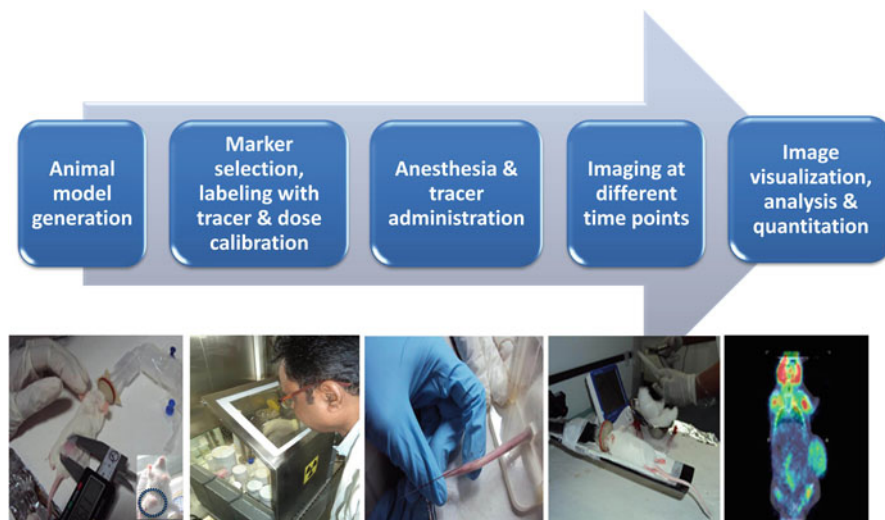 Animal
model
generation
Marker
selection,
labeling with
tracer & dose
calibration
Anesthesia &
tracer
administration
Imaging at
different
time points
Image
visualization,
analysis &
quantitation